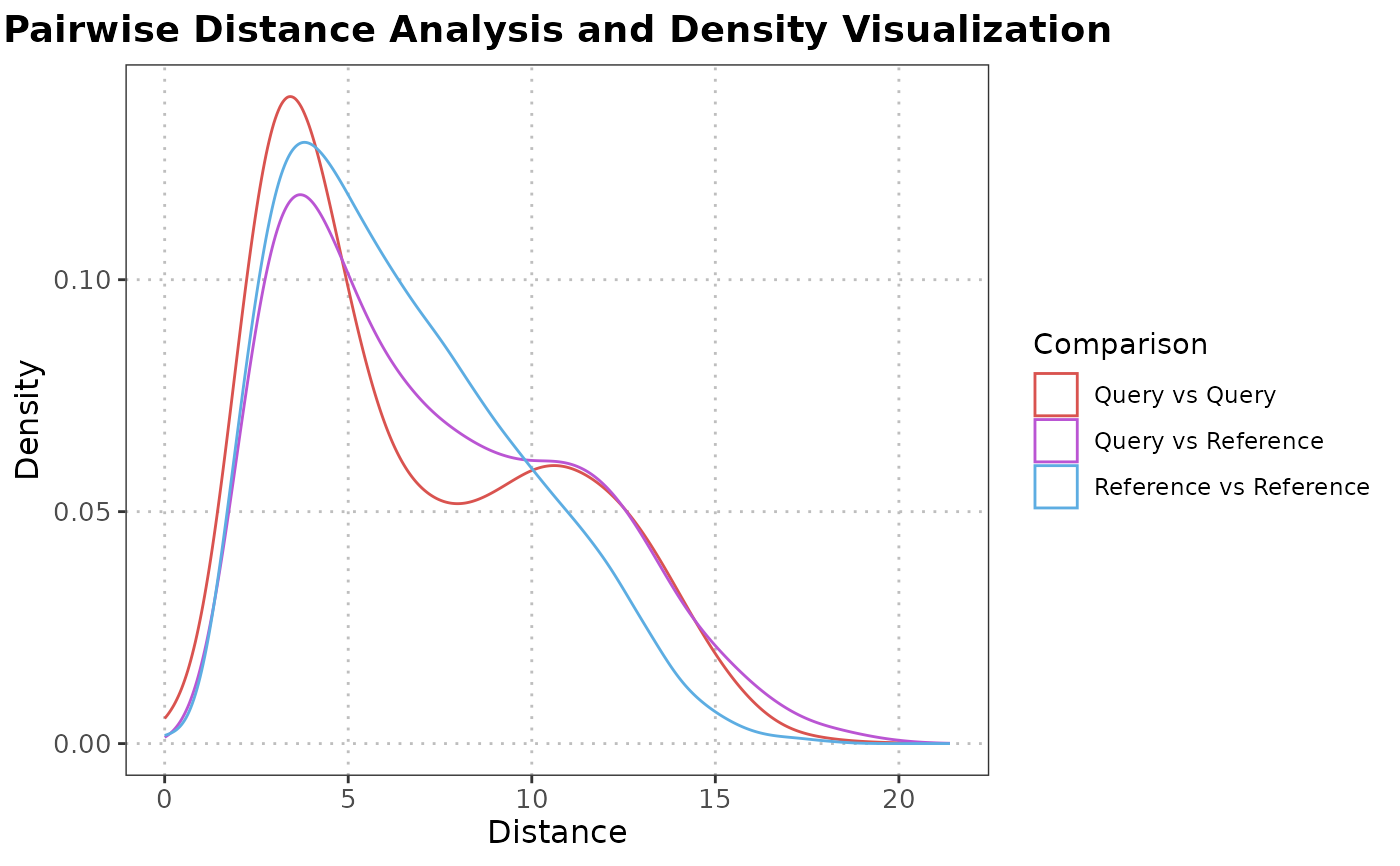 Pairwise Distance Analysis and Density Visualization
Density
0.10
0.05
0.00
0
5
10
15
20
Distance
Comparison
Query vs Query
Query vs Reference
Reference vs Reference